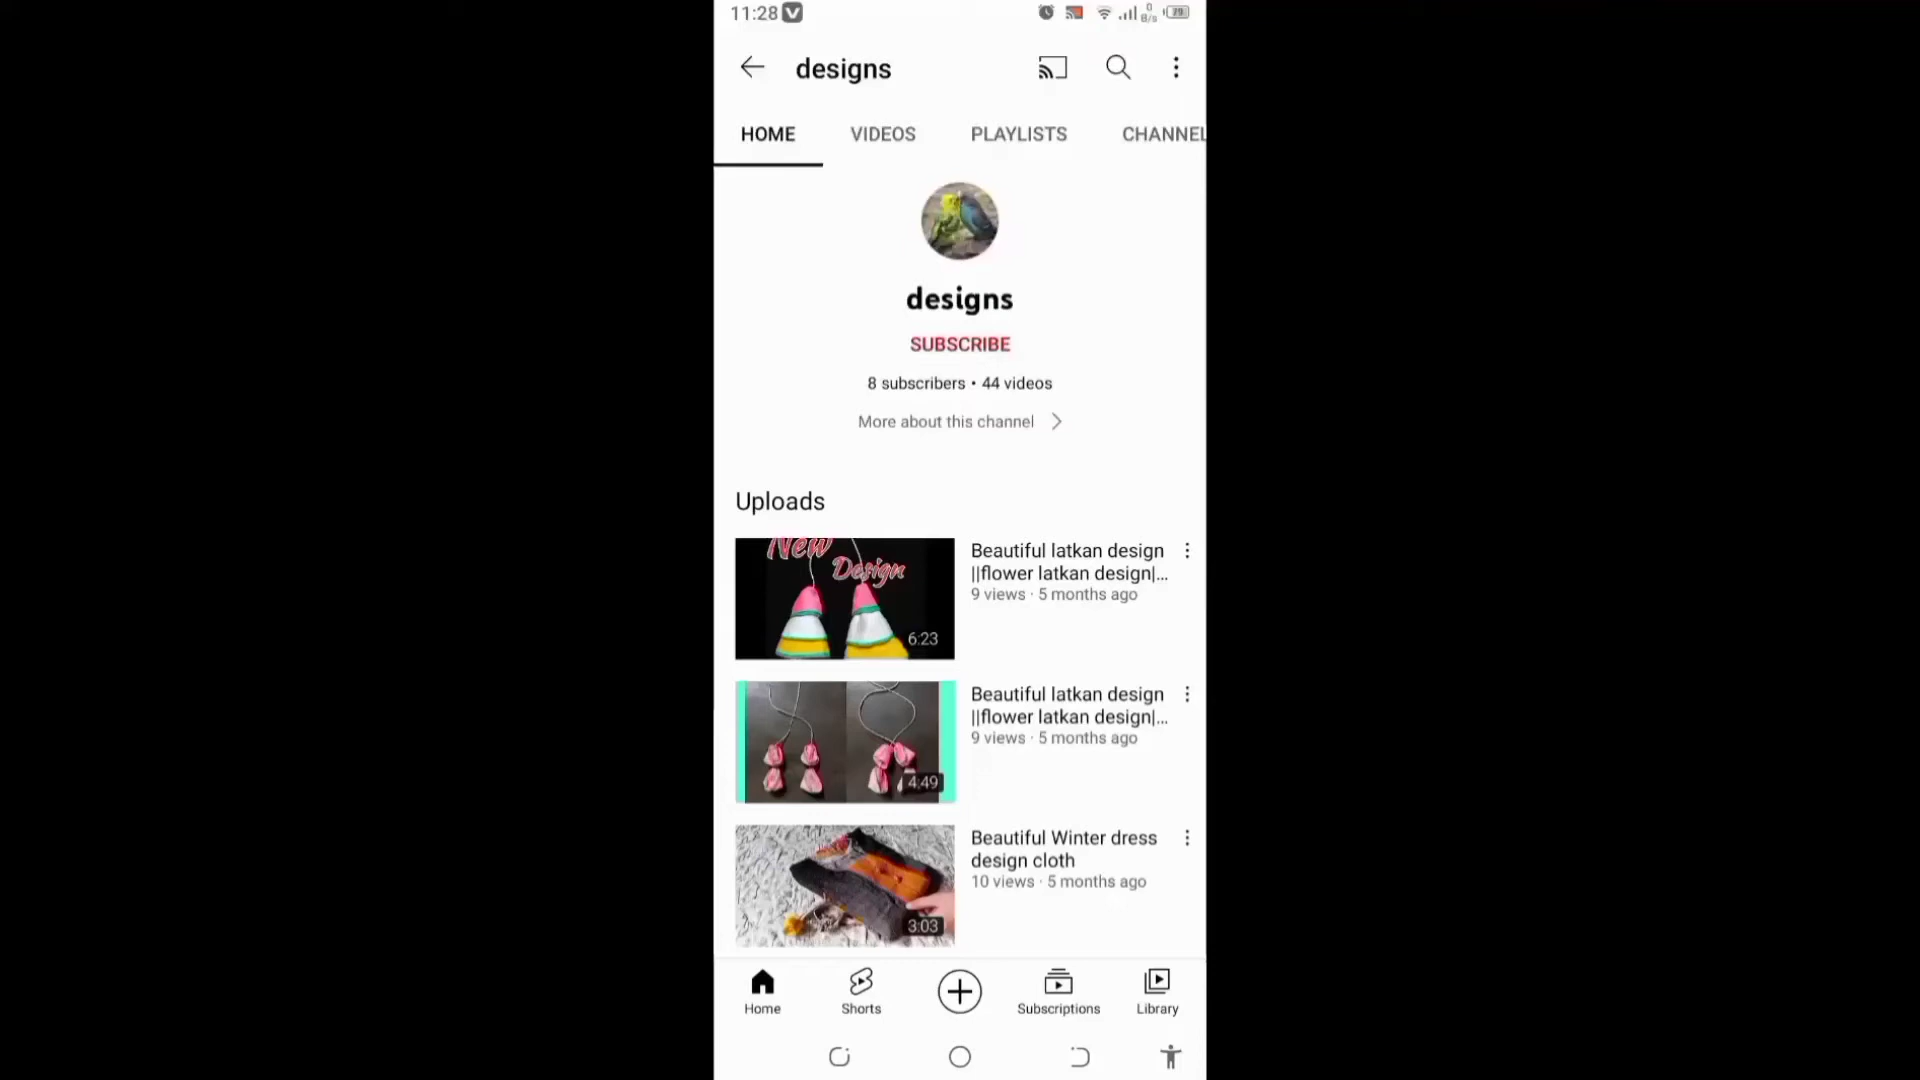 11:28
0
B/s
79
designs
HOME VIDEOS PLAYLISTS CHANNEL
designs
SUBSCRIBE
8 subscribers • 44 videos
More about this channel
Uploads
New
Design
6:23
Beautiful latkan design
||flower latkan design|...
9 views · 5 months ago
4:49
Beautiful latkan design
||flower latkan design|...
9 views · 5 months ago
3:03
Beautiful Winter dress
design cloth
10 views · 5 months ago
Home Shorts Subscriptions Library